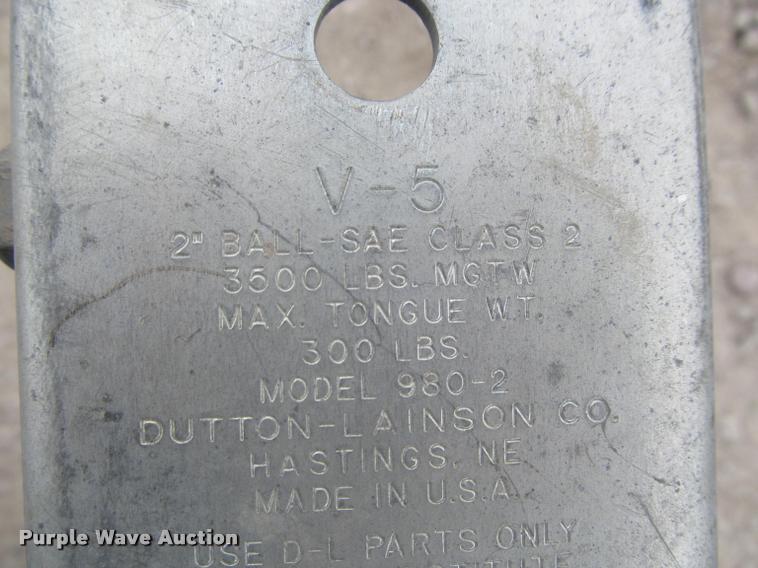 V-5
2" BALL-SAE CLASS 2
3500 LBS. MGTW
MAX. TONGUE WT.
300 LBS.
MODEL 980-2
DUTTON-LAINSON CO.
HASTINGS, NE
MADE IN U.S.A.
USE D-L PARTS ONLY
Purple Wave Auction